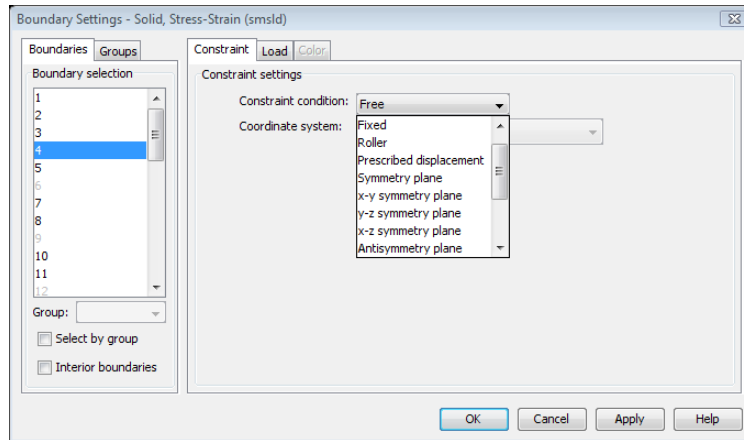 Boundary Settings - Solid, Stress-Strain (smsld)
Boundaries Groups
Boundary selection
1
2
3
4
5
6
7
8
9
10
11
12
Group:
Select by group
Interior boundaries
Constraint Load Color
Constraint settings
Constraint condition: Free
Coordinate system:
Fixed
Roller
Prescribed displacement
Symmetry plane
x-y symmetry plane
y-z symmetry plane
x-z symmetry plane
Antisymmetry plane
OK Cancel Apply Help